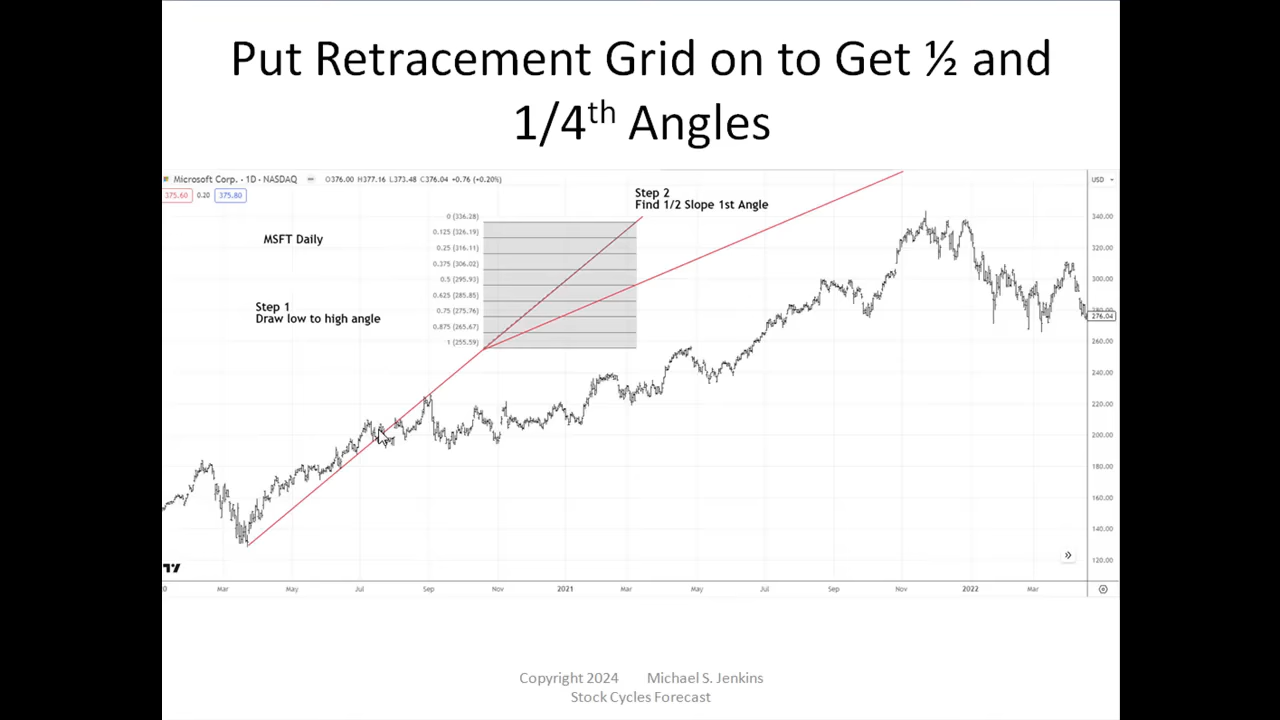 Put Retracement Grid on to Get ½ and
1/4th Angles
Microsoft Corp. · 1D · NASDAQ O376.00 H377.16 L373.48 C376.04 +0.76 (+0.20%)
375.60 0.20 375.80
USD
Step 2
Find 1/2 Slope 1st Angle
MSFT Daily
Step 1
Draw low to high angle
0 (336.28)
0.125 (326.19)
0.25 (316.11)
0.375 (306.02)
0.5 (295.93)
0.625 (285.85)
0.75 (275.76)
0.875 (265.67)
1 (255.59)
340.00
320.00
300.00
280.00
276.04
260.00
240.00
220.00
200.00
180.00
160.00
140.00
120.00
Mar May Jul Sep Nov 2021 Mar May Jul Sep Nov 2022 Mar
Copyright 2024 Michael S. Jenkins
Stock Cycles Forecast